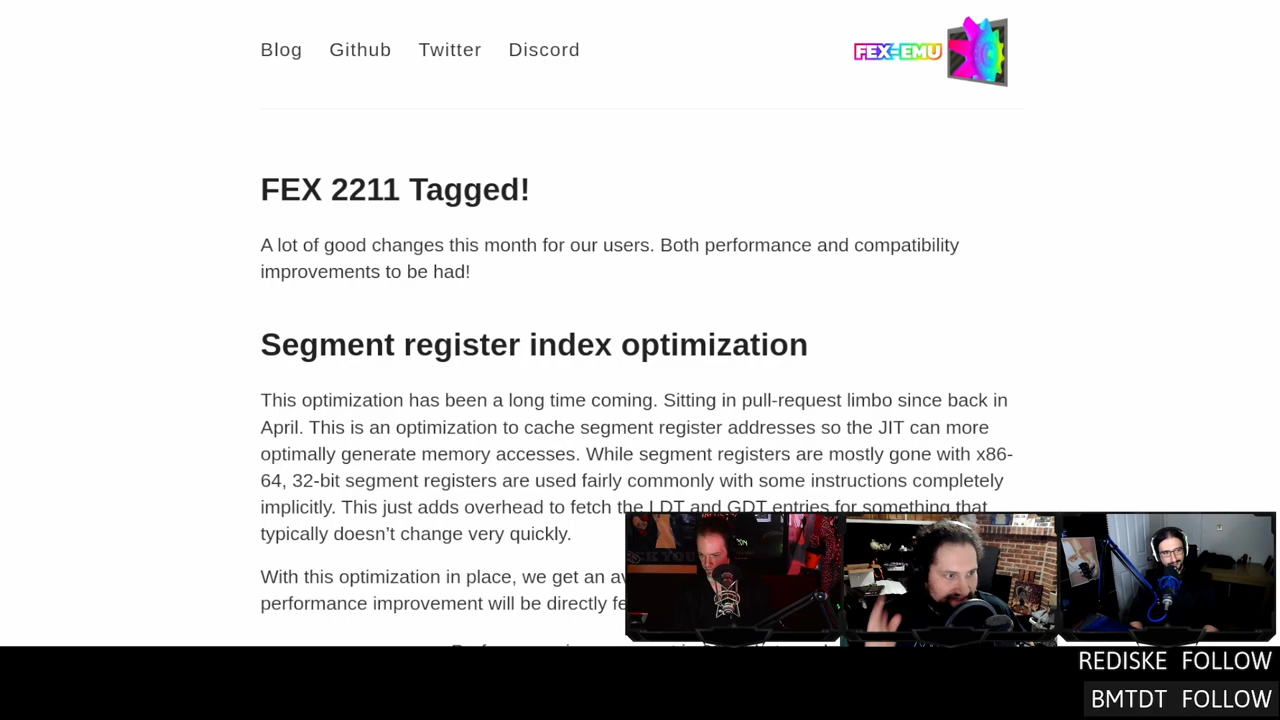 Blog Github Twitter Discord
FEX-EMU
FEX 2211 Tagged!
A lot of good changes this month for our users. Both performance and compatibility
improvements to be had!
Segment register index optimization
This optimization has been a long time coming. Sitting in pull-request limbo since back in
April. This is an optimization to cache segment register addresses so the JIT can more
optimally generate memory accesses. While segment registers are mostly gone with x86-
64, 32-bit segment registers are used fairly commonly with some instructions completely
implicitly. This just adds overhead to fetch the LDT and GDT entries for something that
typically doesn’t change very quickly.
With this optimization in place, we get an
performance improvement will be directly
REDISKE FOLLOW
BMTDT FOLLOW